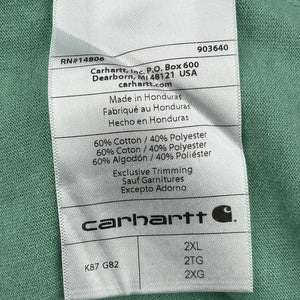 RN#14806 903640
Carhartt, Inc. P.O. Box 600
Dearborn, MI 48121 USA
carhartt.com
Made in Honduras
Fabriqué au Honduras
Hecho en Honduras
60% Cotton / 40% Polyester
60% Coton / 40% Polyester
60% Algodón / 40% Poliéster
Exclusive Trimming
Sauf Garnitures
Excepto Adorno
carhartt
K87 G82
2XL
2TG
2XG